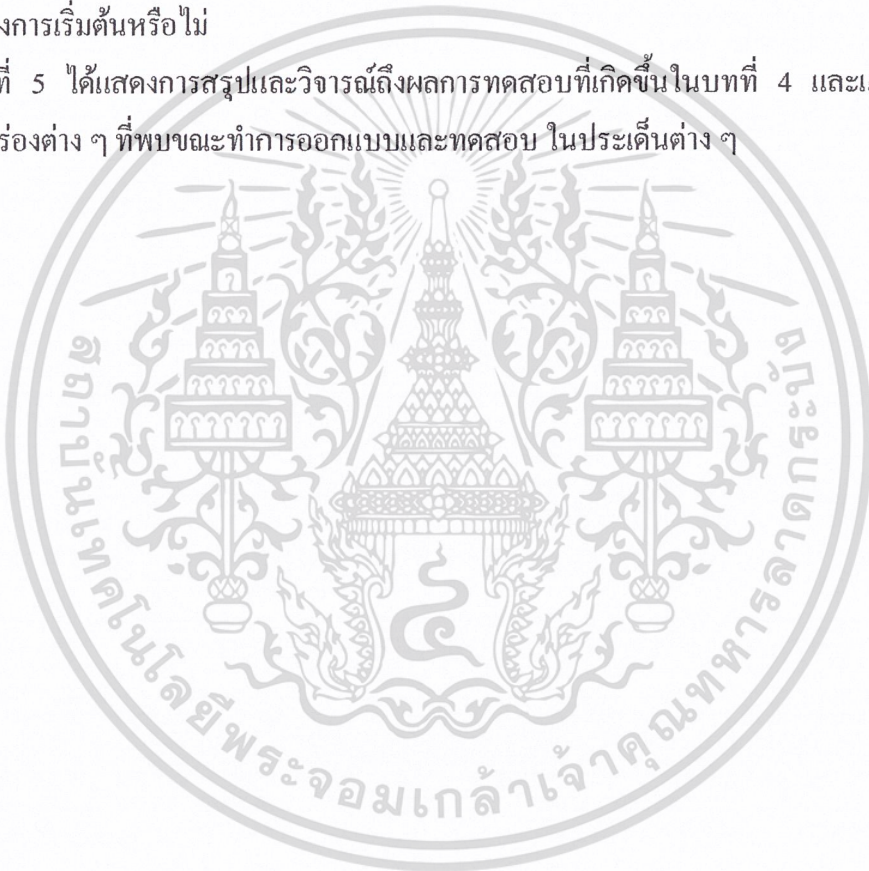 งการเริ่มต้นหรือไม่
ที่ 5 ได้แสดงการสรุปและวิจารณ์ถึงผลการทดสอบที่เกิดขึ้นในบทที่ 4 และ
ร่องต่าง ๆ ที่พบขณะทำการออกแบบและทดสอบ ในประเด็นต่าง ๆ
สถาบันเทคโนโลยีพระจอมเกล้าเจ้าคุณทหารลาดกระบัง